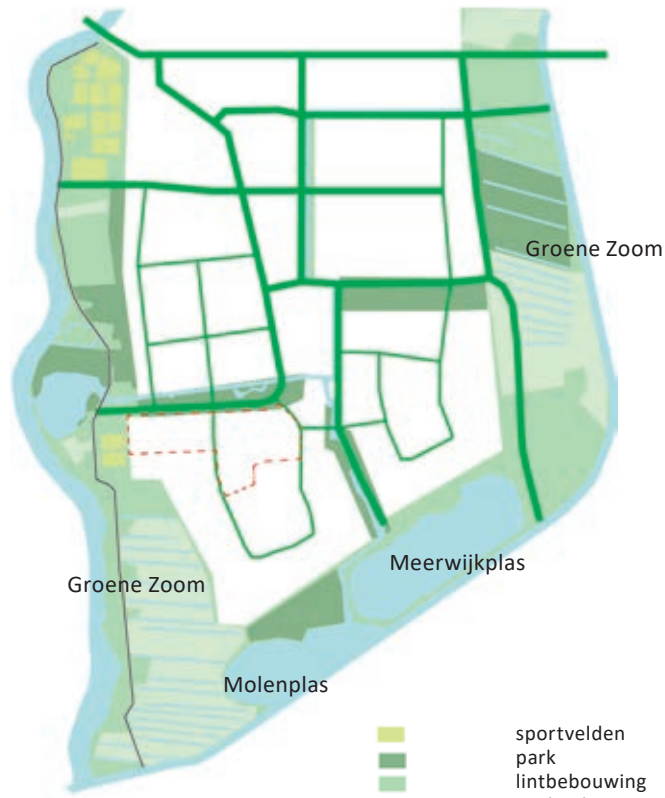 Groene Zoom
Meerwijkplas
Groene Zoom
Molenplas
sportvelden
park
lintbebouwing